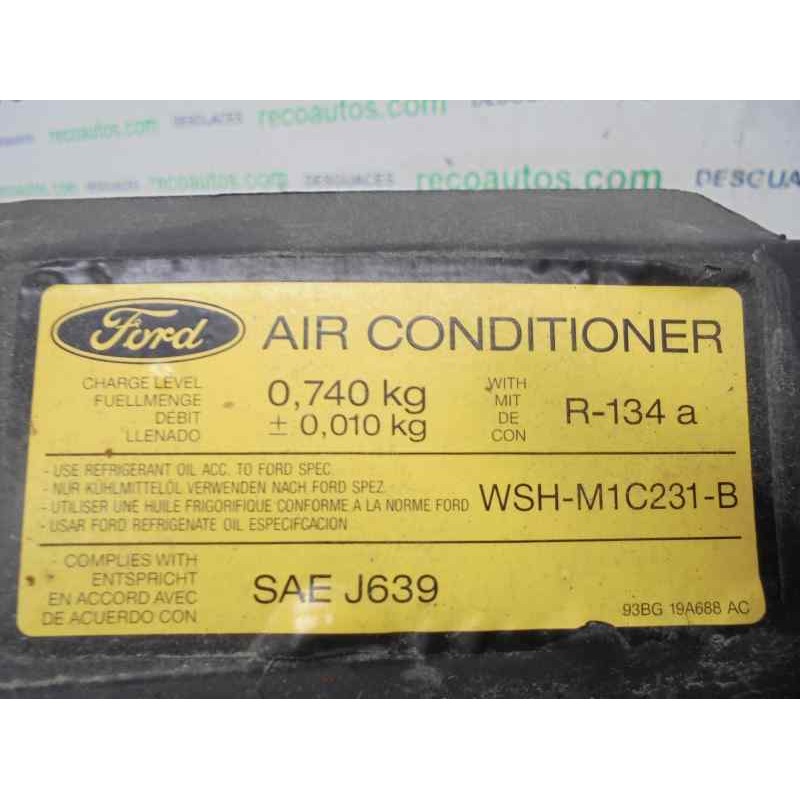 recoautos.com DESGUACES recoautos.com
recoautos.com DESGUACES recoautos.com DESCUA
Ford AIR CONDITIONER
CHARGE LEVEL
FUELLMENGE
DEBIT
LLENADO
0,740 kg
± 0,010 kg
WITH
MIT
DE
CON
R-134 a
- USE REFRIGERANT OIL ACC. TO FORD SPEC.
- NUR KÜHLMITTELÖL VERWENDEN NACH FORD SPEZ.
- UTILISER UNE HUILE FRIGORIFIQUE CONFORME A LA NORME FORD
- USAR FORD REFRIGENATE OIL ESPECIFCACION
WSH-M1C231-B
- COMPLIES WITH
ENTSPRICHT
EN ACCORD AVEC
DE ACUERDO CON
SAE J639
93BG 19A688 AC